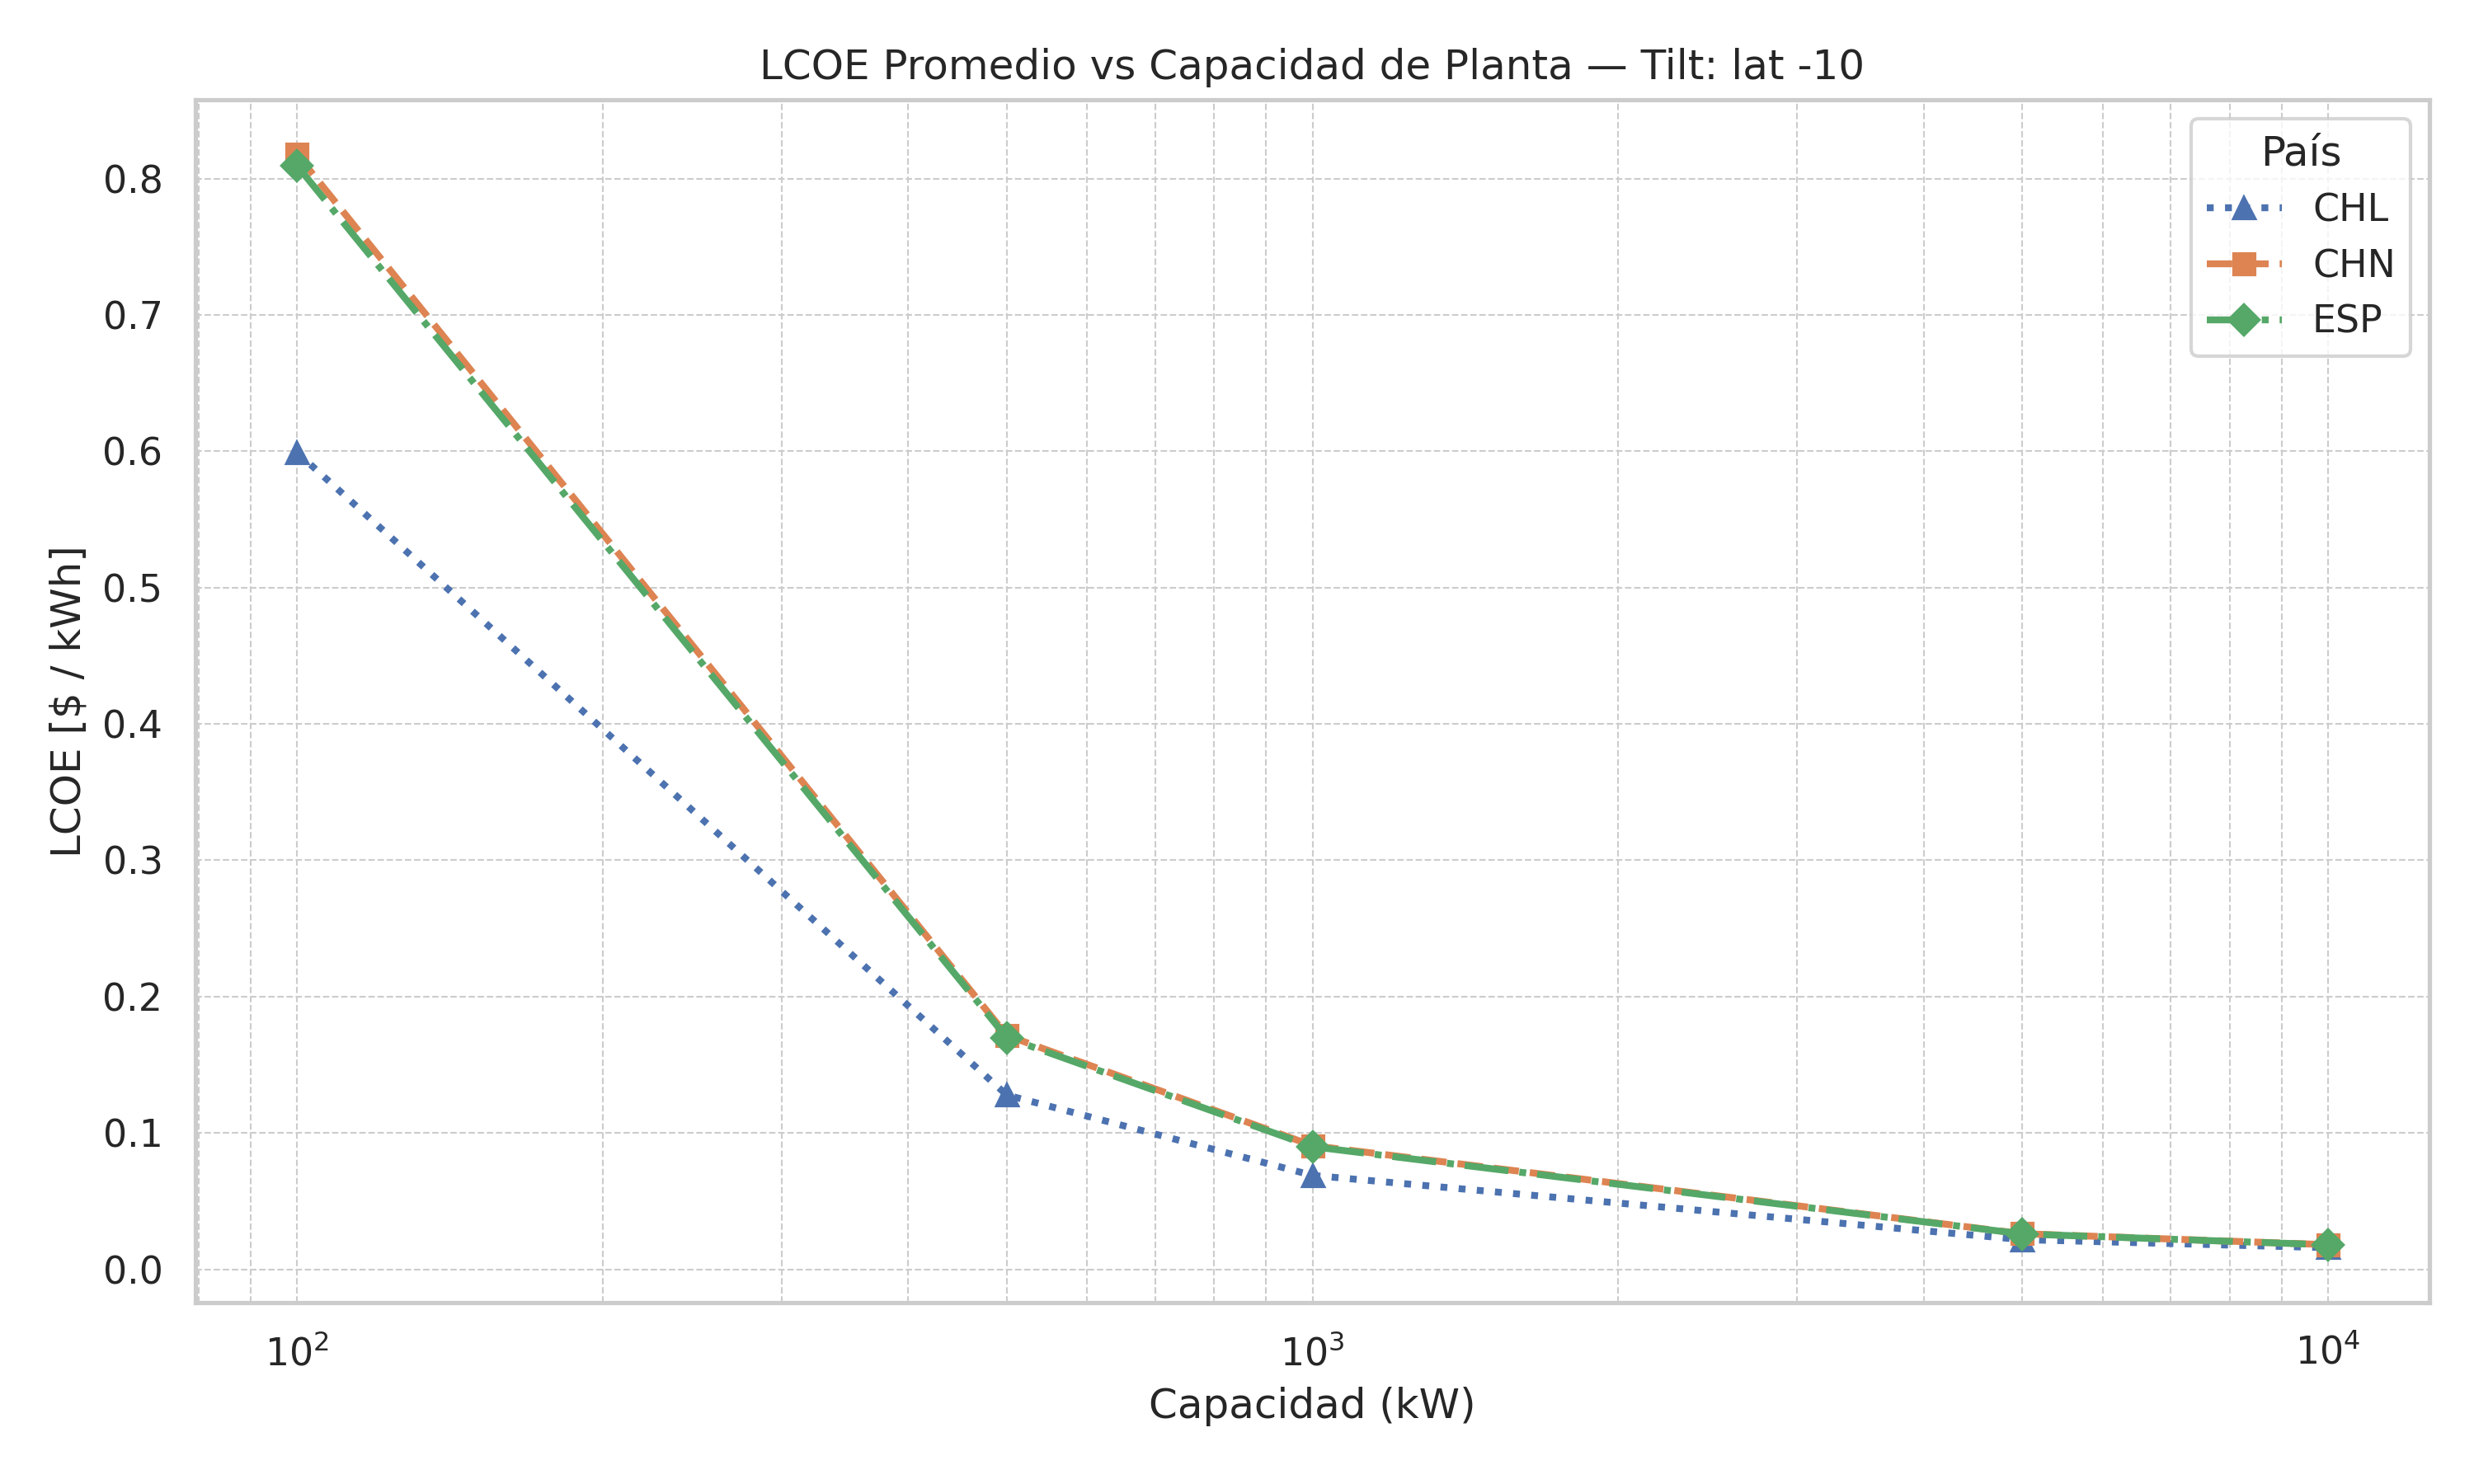 LCOE Promedio vs Capacidad de Planta — Tilt: lat -10
País
CHL
CHN
ESP
LCOE [$ / kWh]
0.8
0.7
0.6
0.5
0.4
0.3
0.2
0.1
0.0
10² 10³ 10⁴
Capacidad (kW)